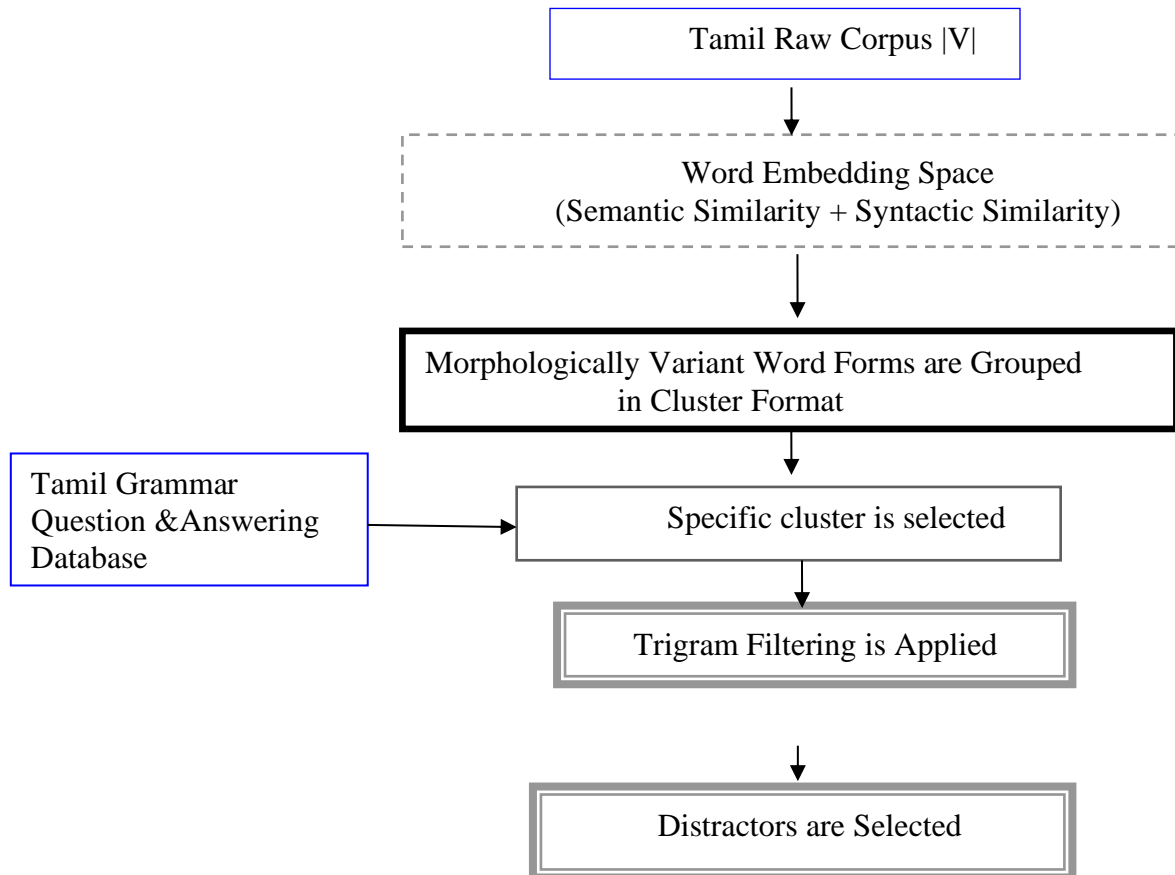 Tamil Raw Corpus |V|
Word Embedding Space
(Semantic Similarity + Syntactic Similarity)
Morphologically Variant Word Forms are Grouped
in Cluster Format
Tamil Grammar
Question &Answering
Database
Specific cluster is selected
Trigram Filtering is Applied
Distractors are Selected